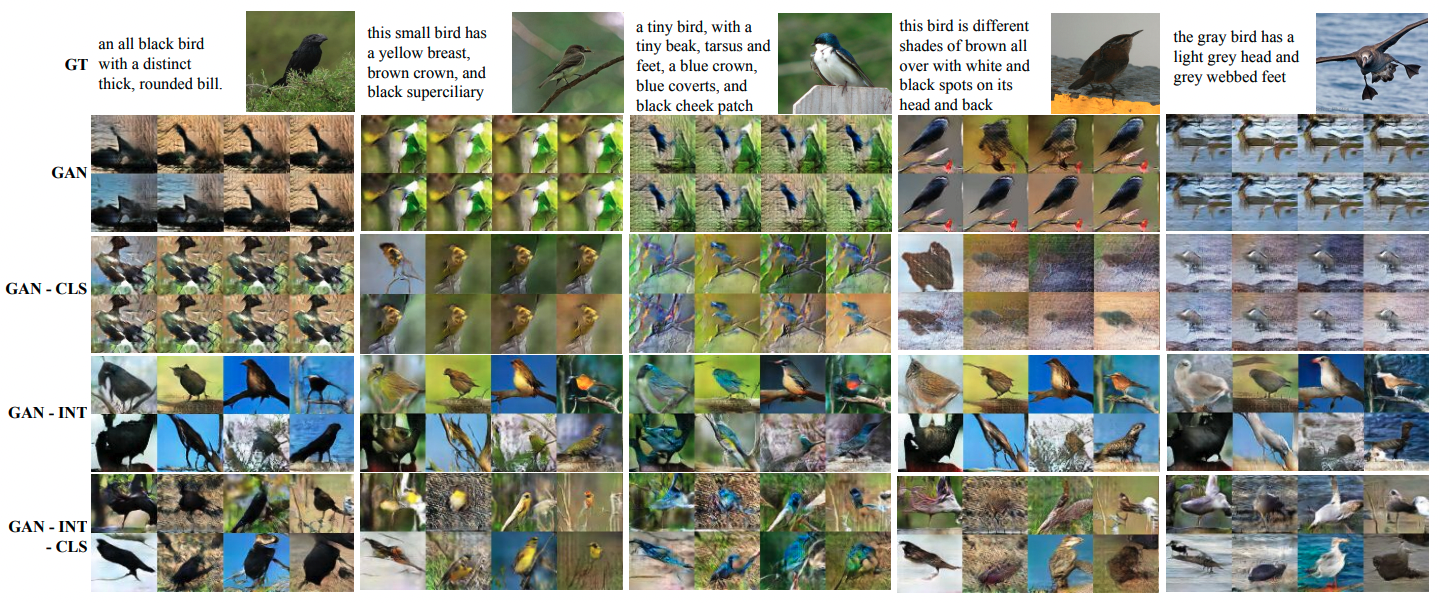 GT
an all black bird
with a distinct
thick, rounded bill.
this small bird has
a yellow breast,
brown crown, and
black superciliary
a tiny bird, with a
tiny beak, tarsus and
feet, a blue crown,
blue coverts, and
black cheek patch
this bird is different
shades of brown all
over with white and
black spots on its
head and back
the gray bird has a
light grey head and
grey webbed feet
GAN
GAN - CLS
GAN - INT
GAN - INT
- CLS